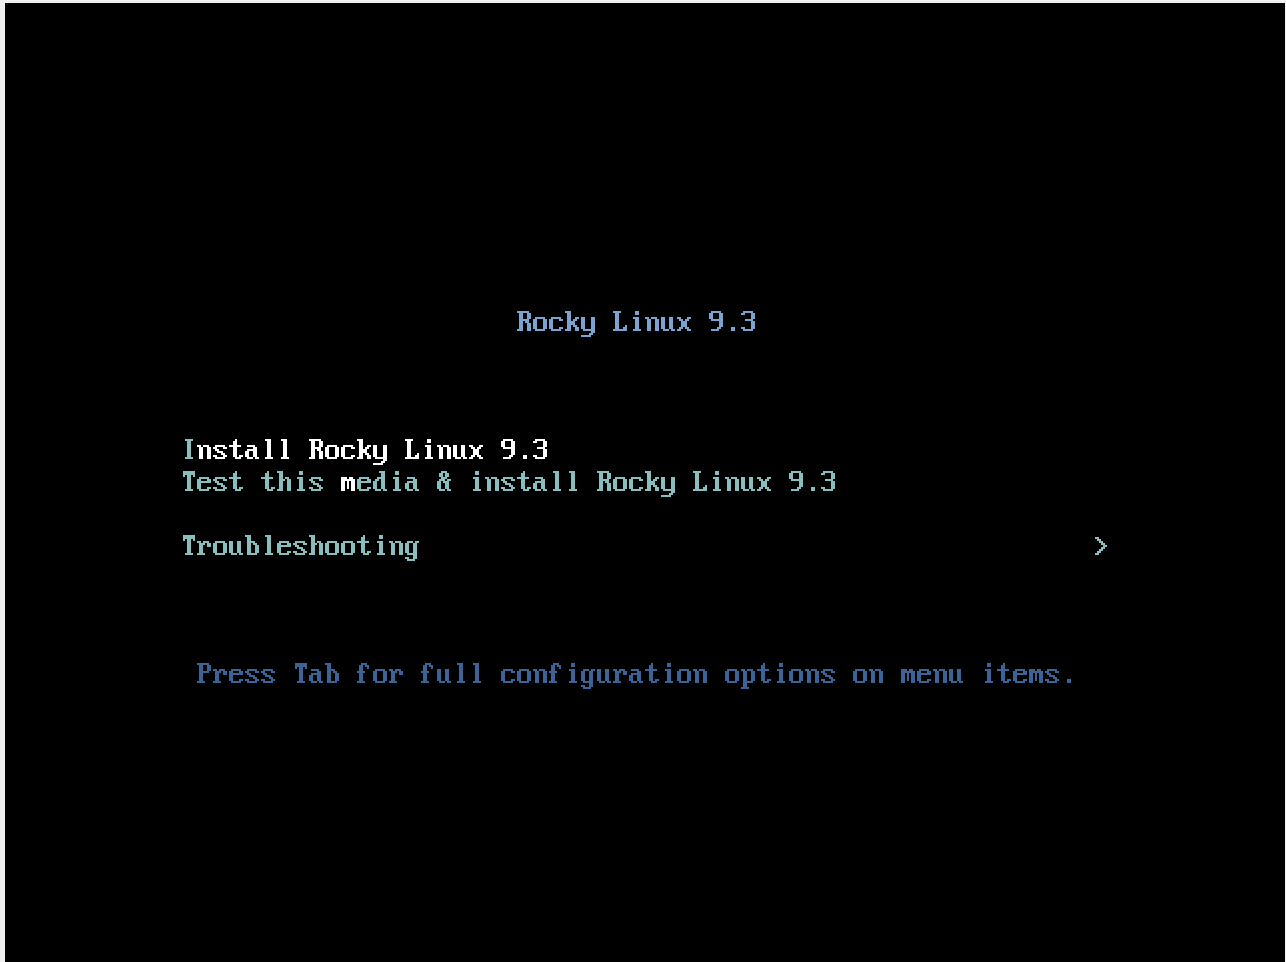 Rocky Linux 9.3
Install Rocky Linux 9.3
Test this media & install Rocky Linux 9.3
Troubleshooting >
Press Tab for full configuration options on menu items.